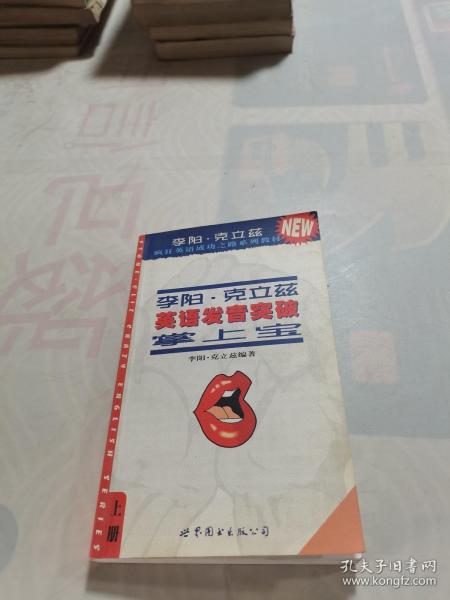 李阳·克立兹
疯狂英语成功之路系列教材
NEW
李阳·克立兹
英语发音突破
掌上宝
李阳·克立兹编著
CRAZY ENGLISH SERIES
上册
世界图书出版公司
孔夫子旧书网
www.kongfz.com